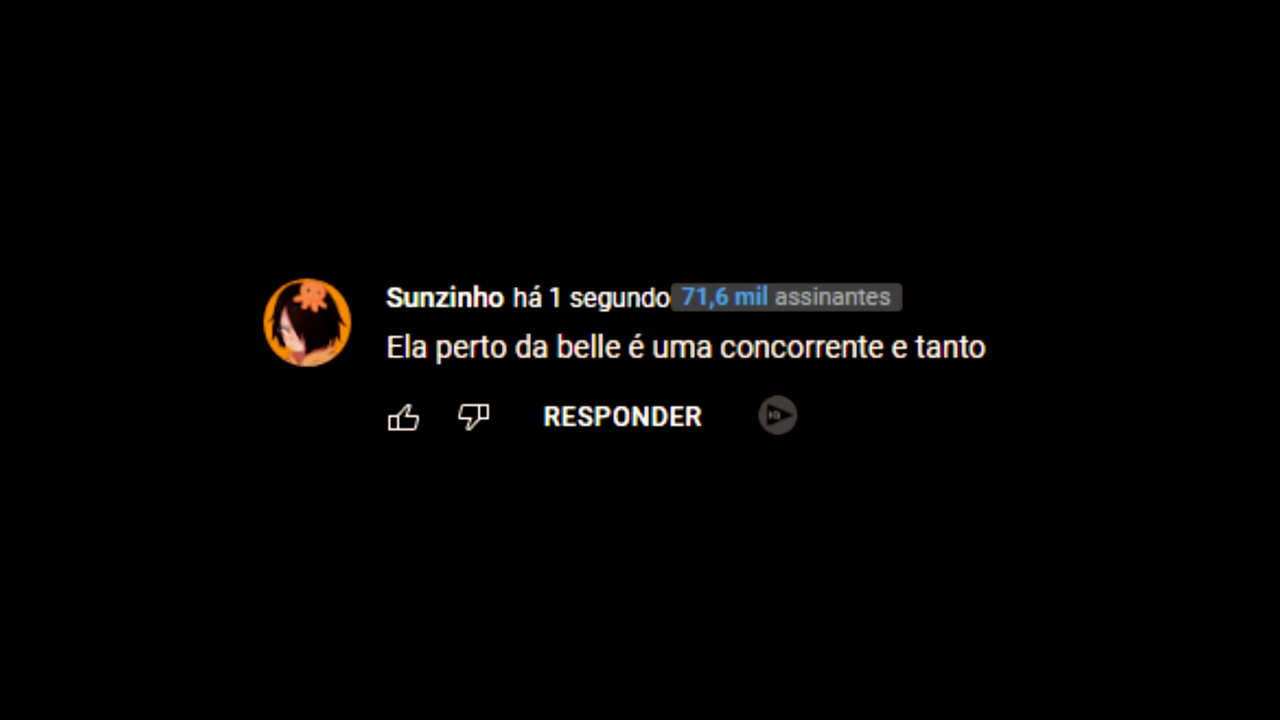 Sunzinho há 1 segundo 71,6 mil assinantes
Ela perto da belle é uma concorrente e tanto
RESPONDER